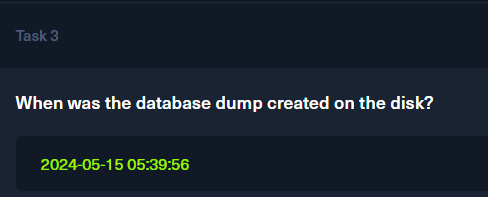 Task 3
When was the database dump created on the disk?
2024-05-15 05:39:56